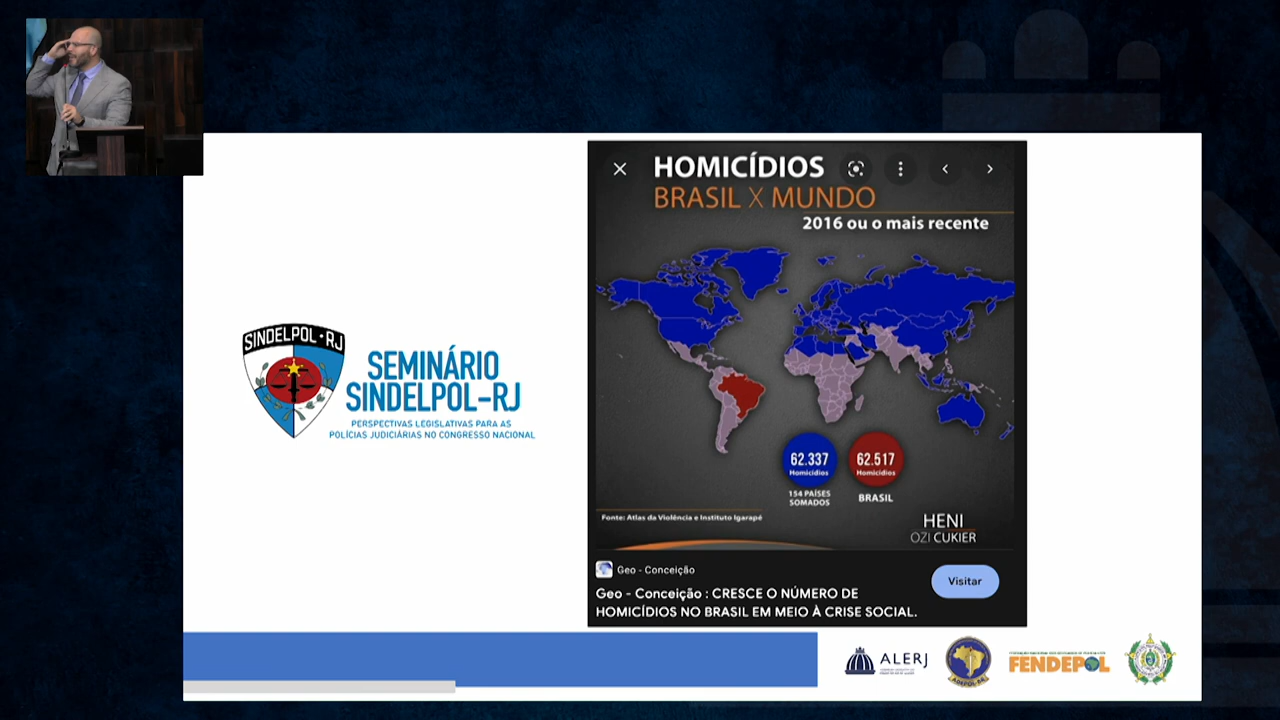 HOMICÍDIOS
BRASIL X MUNDO
2016 ou o mais recente
SINDELPOL-RJ
SEMINÁRIO
SINDELPOL-RJ
PERSPECTIVAS LEGISLATIVAS PARA AS
POLÍCIAS JUDICIÁRIAS NO CONGRESSO NACIONAL
62.337
Homicídios
154 PAÍSES
SOMADOS
62.517
Homicídios
BRASIL
Fonte: Atlas da Violência e Instituto Igarapé
HENI
OZI CUKIER
Geo - Conceição
Visitar
Geo - Conceição : CRESCE O NÚMERO DE
HOMICÍDIOS NO BRASIL EM MEIO À CRISE SOCIAL.
ALERJ
ADEPOL-RJ
FENDEPOL